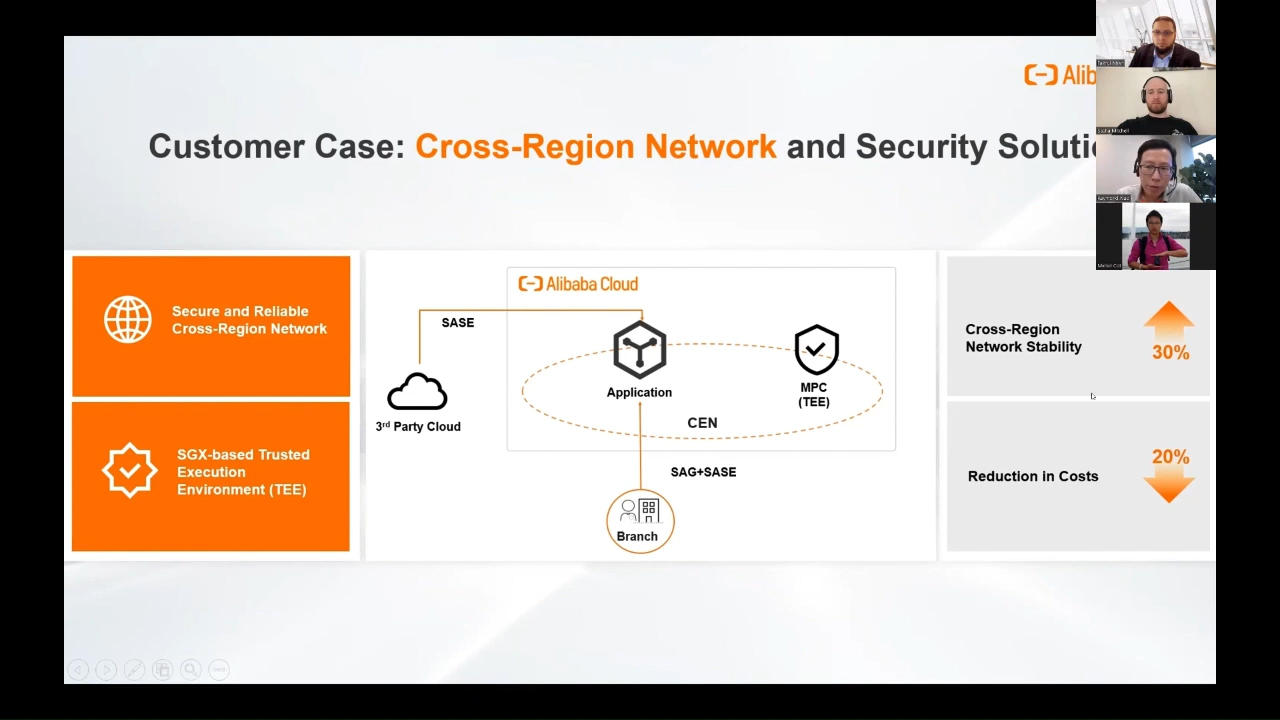 Alib
Customer Case: Cross-Region Network and Security Soluti
Secure and Reliable
Cross-Region Network
SGX-based Trusted
Execution
Environment (TEE)
Alibaba Cloud
SASE
3rd Party Cloud
Application
MPC
(TEE)
CEN
SAG+SASE
Branch
Cross-Region
Network Stability
30%
Reduction in Costs
20%